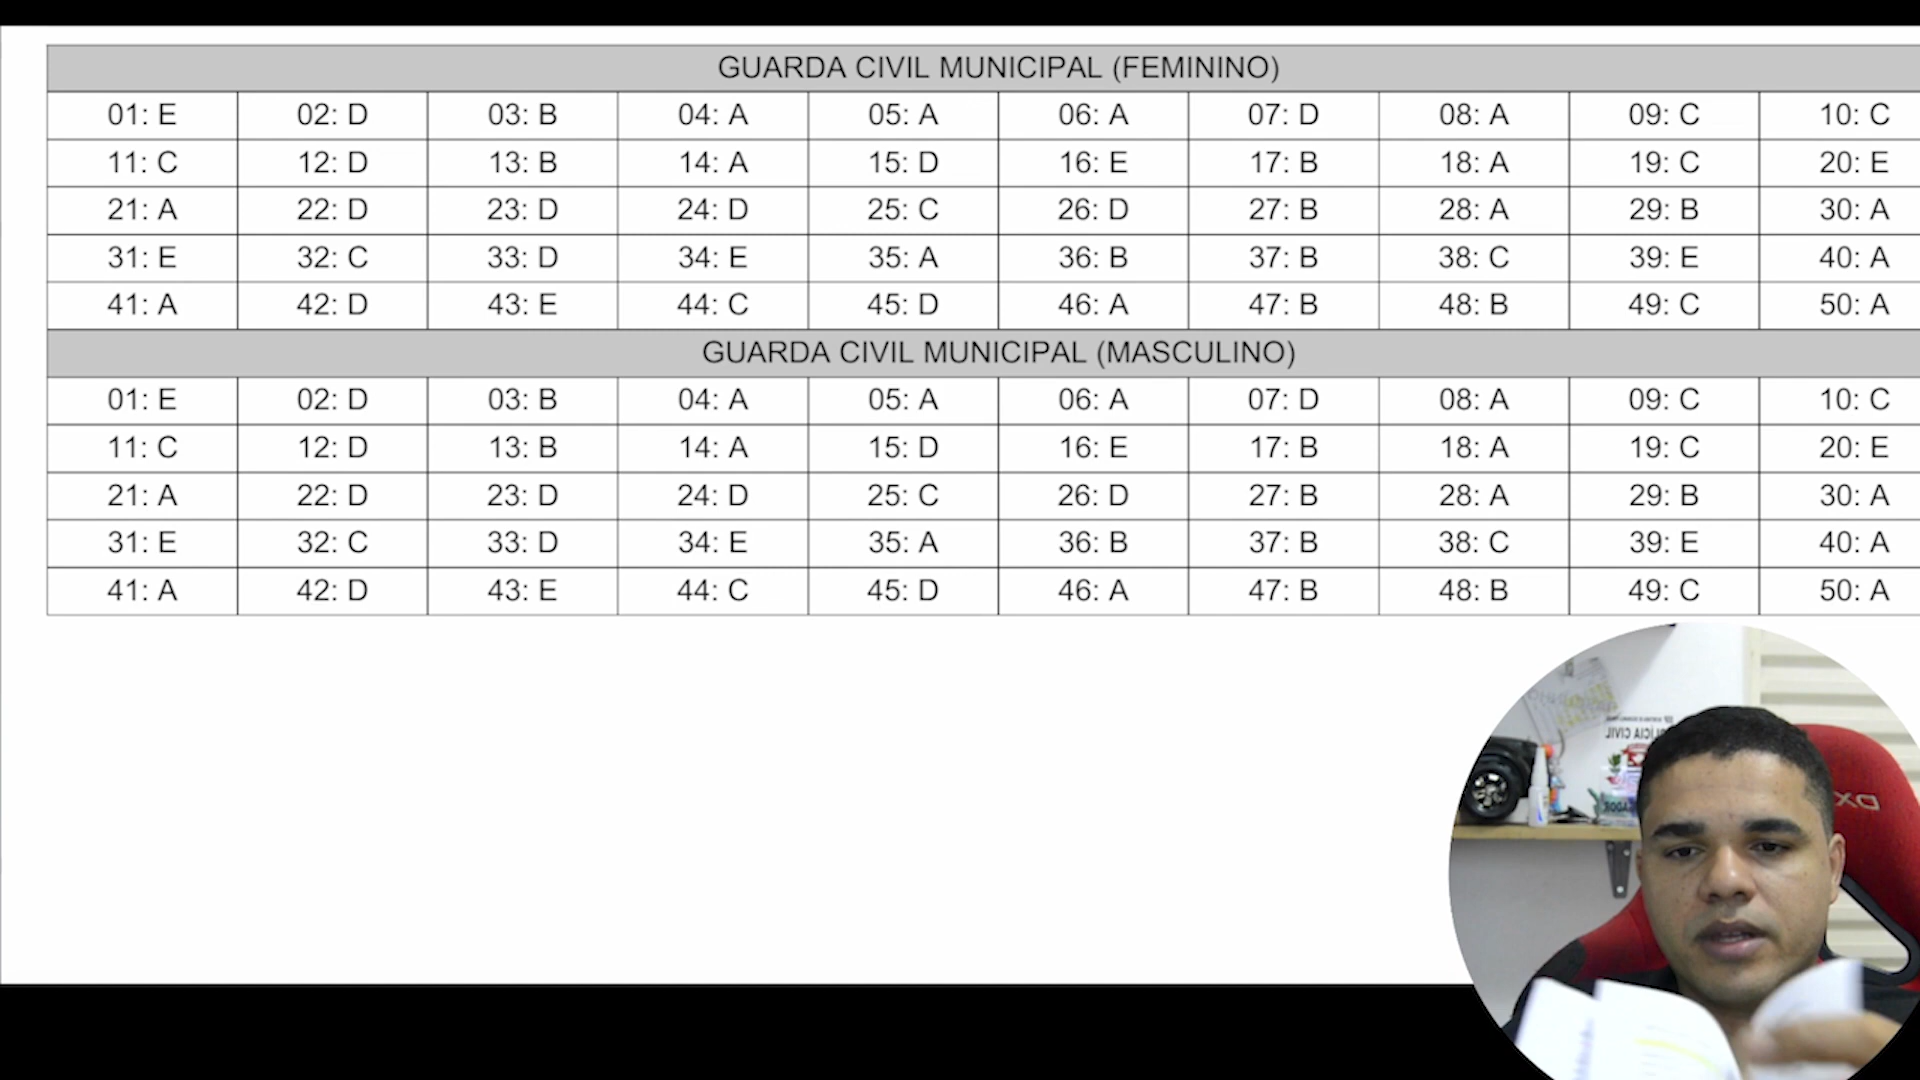 GUARDA CIVIL MUNICIPAL (FEMININO)
01: E 02: D 03: B 04: A 05: A 06: A 07: D 08: A 09: C 10: C
11: C 12: D 13: B 14: A 15: D 16: E 17: B 18: A 19: C 20: E
21: A 22: D 23: D 24: D 25: C 26: D 27: B 28: A 29: B 30: A
31: E 32: C 33: D 34: E 35: A 36: B 37: B 38: C 39: E 40: A
41: A 42: D 43: E 44: C 45: D 46: A 47: B 48: B 49: C 50: A
GUARDA CIVIL MUNICIPAL (MASCULINO)
01: E 02: D 03: B 04: A 05: A 06: A 07: D 08: A 09: C 10: C
11: C 12: D 13: B 14: A 15: D 16: E 17: B 18: A 19: C 20: E
21: A 22: D 23: D 24: D 25: C 26: D 27: B 28: A 29: B 30: A
31: E 32: C 33: D 34: E 35: A 36: B 37: B 38: C 39: E 40: A
41: A 42: D 43: E 44: C 45: D 46: A 47: B 48: B 49: C 50: A
CIVIL
DX